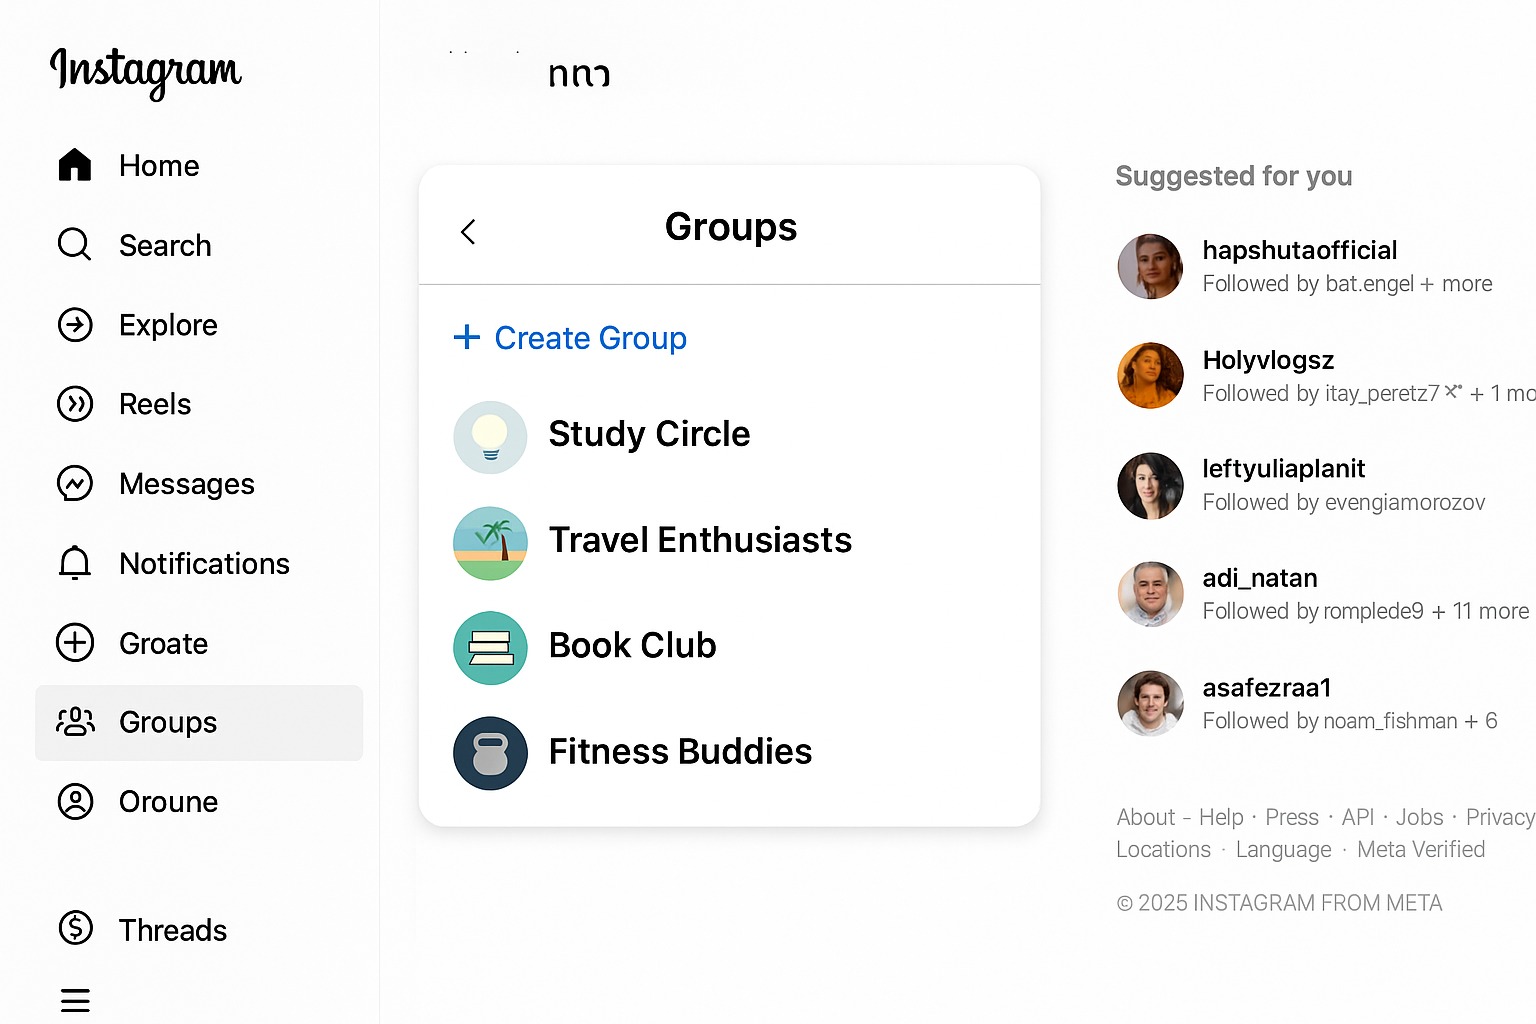 Instagram
Home
Search
Explore
Reels
Messages
Notifications
Groate
Groups
Oroune
Threads
Groups
+ Create Group
Study Circle
Travel Enthusiasts
Book Club
Fitness Buddies
Suggested for you
hapshutaofficial
Followed by bat.engel + more
Holyvlogsz
Followed by itay_peretz7 + 1 mo
leftyuliaplanit
Followed by evengiamorozov
adi_natan
Followed by romplede9 + 11 more
asafezraa1
Followed by noam_fishman + 6
About - Help · Press · API · Jobs · Privacy
Locations · Language · Meta Verified
© 2025 INSTAGRAM FROM META